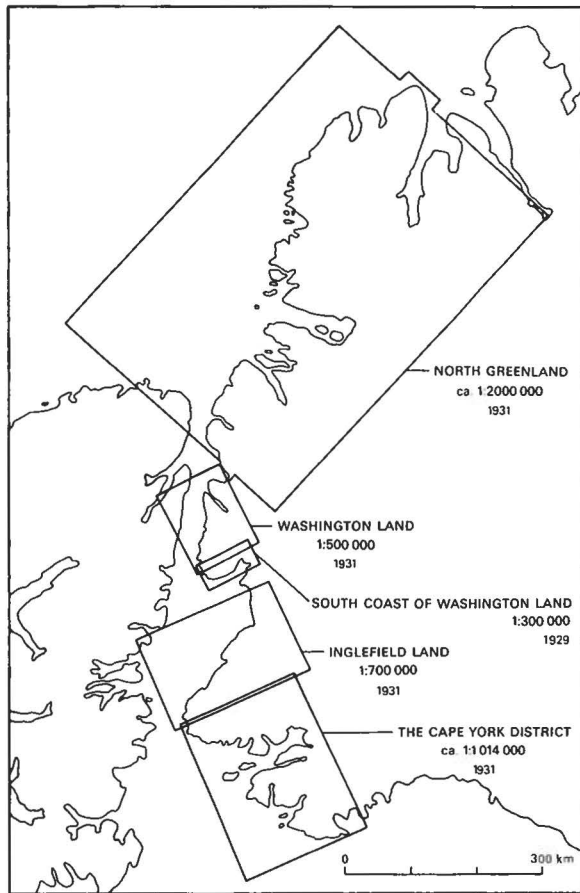 NORTH GREENLAND
ca. 1:2000 000
1931
WASHINGTON LAND
1:500 000
1931
SOUTH COAST OF WASHINGTON LAND
1:300 000
1929
INGLEFIELD LAND
1:700 000
1931
THE CAPE YORK DISTRICT
ca. 1:1 014 000
1931
0 300 km